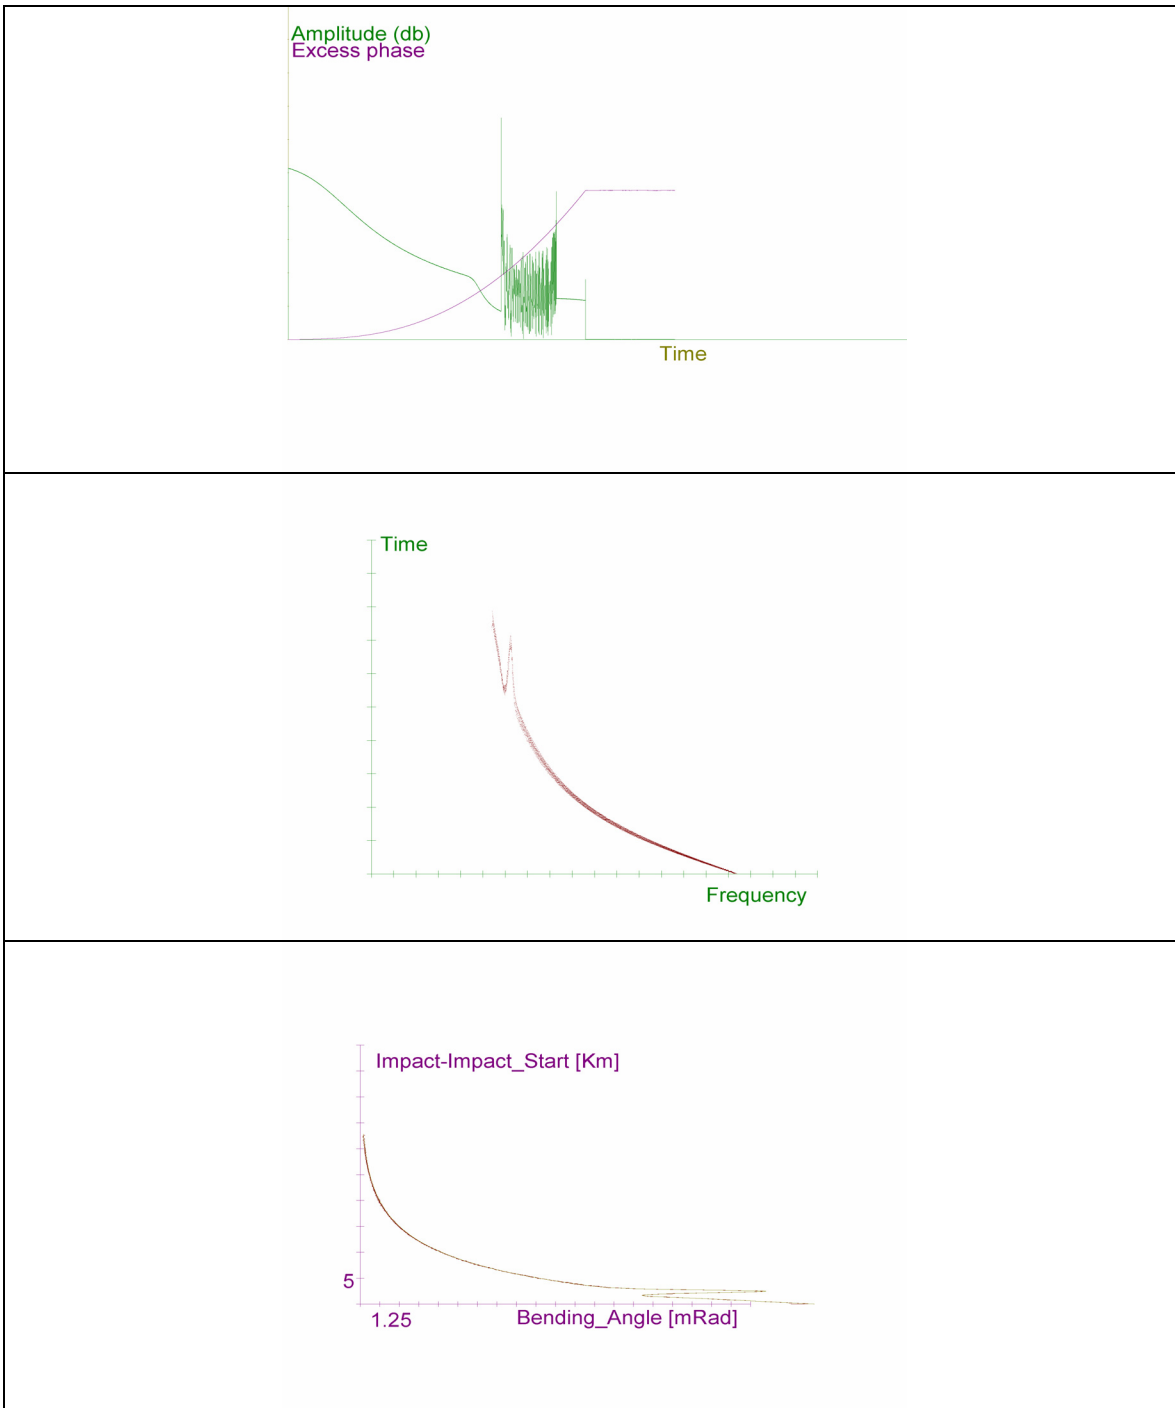 Amplitude (db)
Excess phase
Time
Time
Frequency
Impact-Impact_Start [Km]
5
1.25
Bending_Angle [mRad]